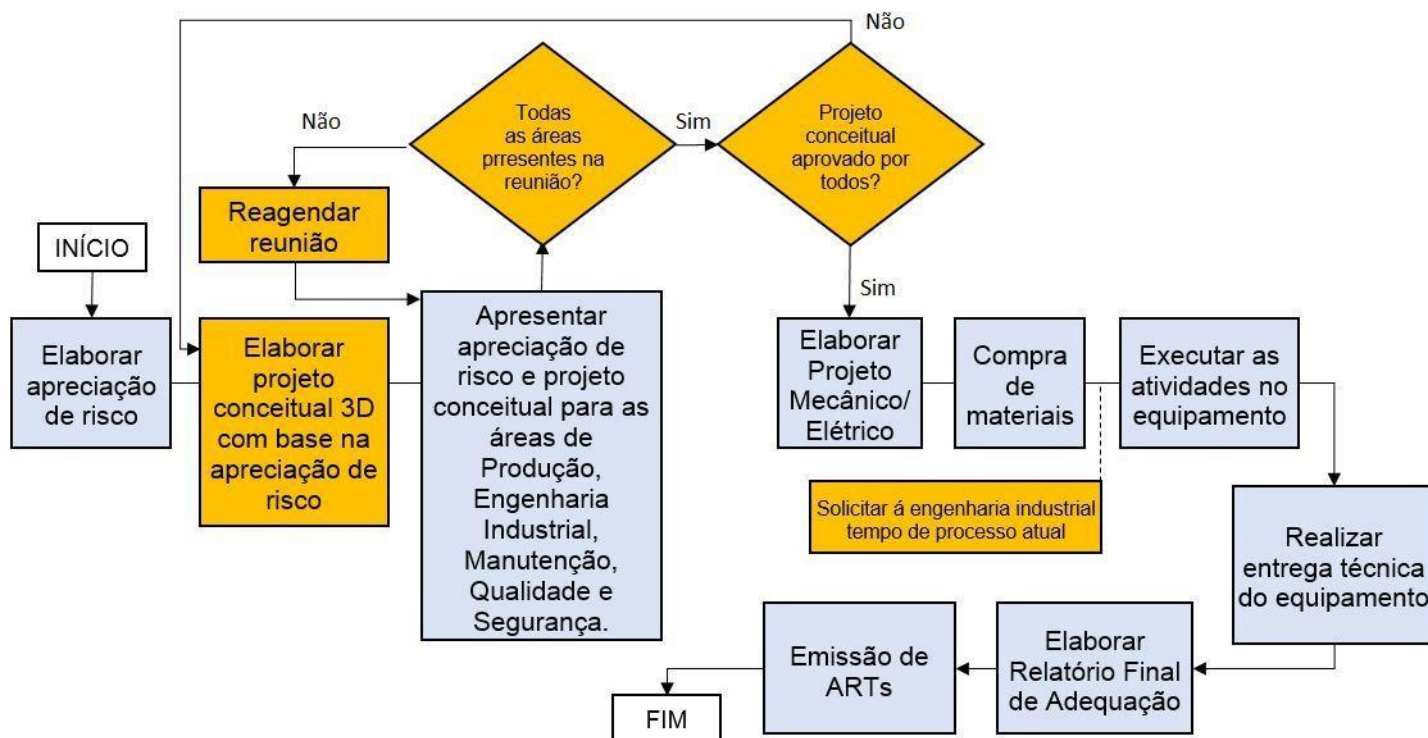 Não
Todas
as áreas
prresentes na
reunião?
Não
Sim
Projeto
conceitual
aprovado por
todos?
Reagendar
reunião
INÍCIO
Sim
Elaborar
apreciação
de risco
Elaborar
projeto
conceitual 3D
com base na
apreciação de
risco
Apresentar
apreciação de
risco e projeto
conceitual para as
áreas de
Produção,
Engenharia
Industrial,
Manutenção,
Qualidade e
Segurança.
Elaborar
Projeto
Mecânico/
Elétrico
Compra
de
materiais
Executar as
atividades no
equipamento
Solicitar á engenharia industrial
tempo de processo atual
Realizar
entrega técnica
do equipamento
Elaborar
Relatório Final
de Adequação
Emissão de
ARTs
FIM